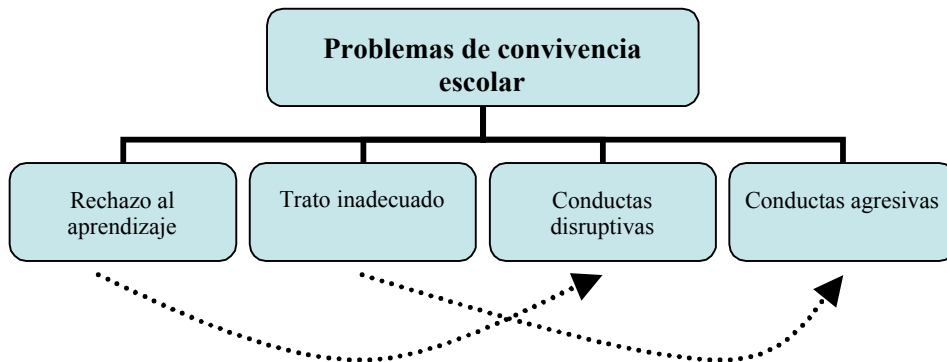 Problemas de convivencia
escolar
Rechazo al
aprendizaje
Trato inadecuado
Conductas
disruptivas
Conductas agresivas